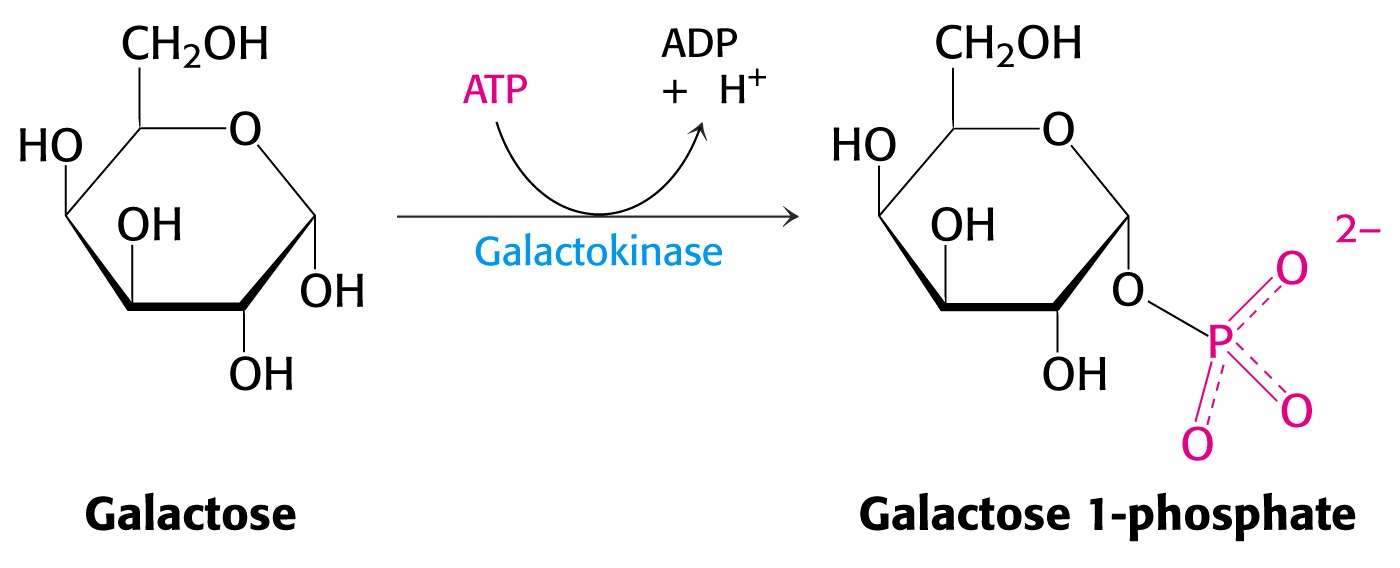 CH₂OH
HO
O
OH
OH
OH
Galactose
ATP
ADP
+ H⁺
Galactokinase
CH₂OH
HO
O
OH
O
OH
P
O
O
O
2–
Galactose 1-phosphate